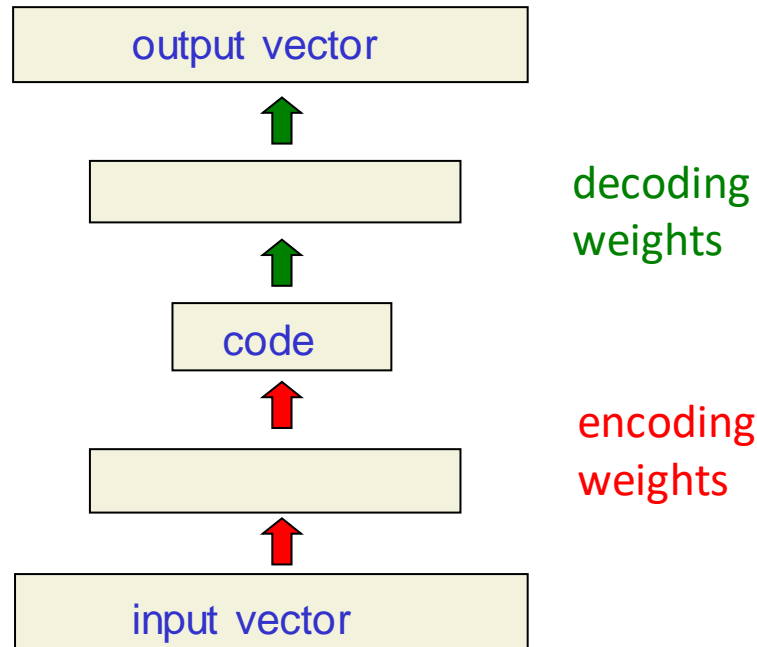 output vector
decoding
weights
code
encoding
weights
input vector